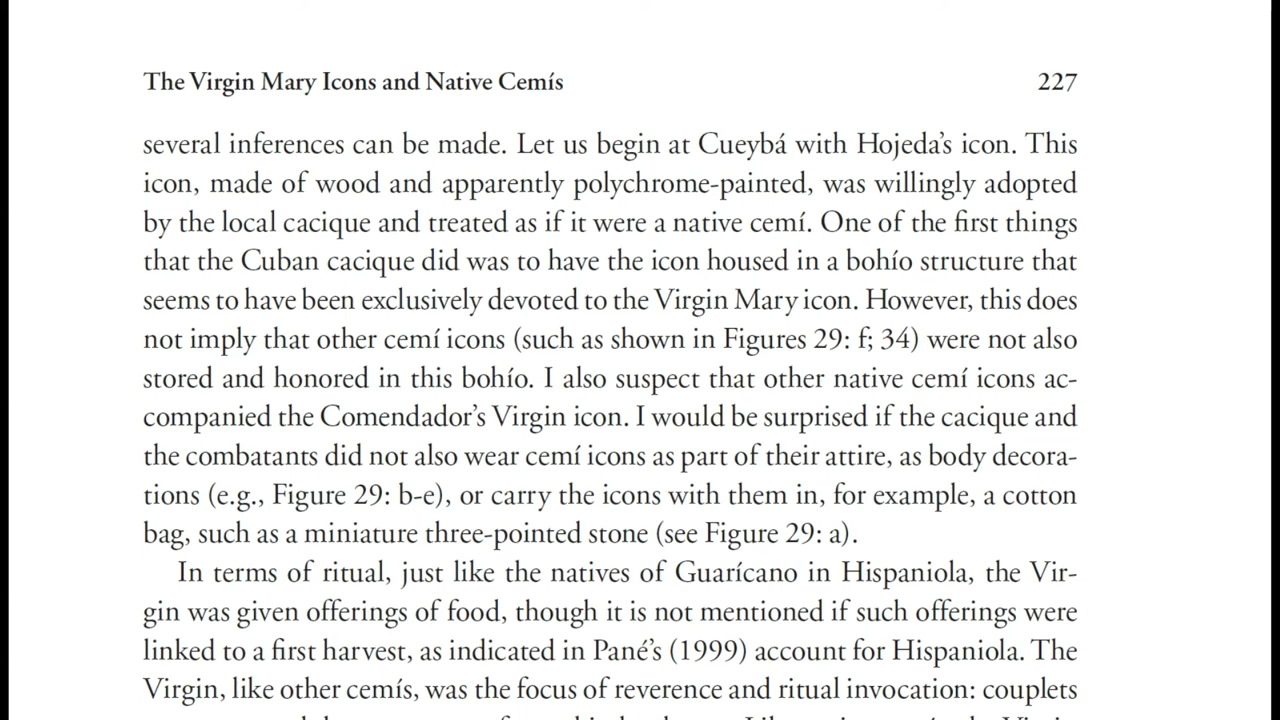 The Virgin Mary Icons and Native Cemís 227
several inferences can be made. Let us begin at Cueybá with Hojeda’s icon. This
icon, made of wood and apparently polychrome-painted, was willingly adopted
by the local cacique and treated as if it were a native cemí. One of the first things
that the Cuban cacique did was to have the icon housed in a bohío structure that
seems to have been exclusively devoted to the Virgin Mary icon. However, this does
not imply that other cemí icons (such as shown in Figures 29: f; 34) were not also
stored and honored in this bohío. I also suspect that other native cemí icons ac-
companied the Comendador’s Virgin icon. I would be surprised if the cacique and
the combatants did not also wear cemí icons as part of their attire, as body decora-
tions (e.g., Figure 29: b-e), or carry the icons with them in, for example, a cotton
bag, such as a miniature three-pointed stone (see Figure 29: a).
In terms of ritual, just like the natives of Guarícano in Hispaniola, the Vir-
gin was given offerings of food, though it is not mentioned if such offerings were
linked to a first harvest, as indicated in Pané’s (1999) account for Hispaniola. The
Virgin, like other cemís, was the focus of reverence and ritual invocation: couplets